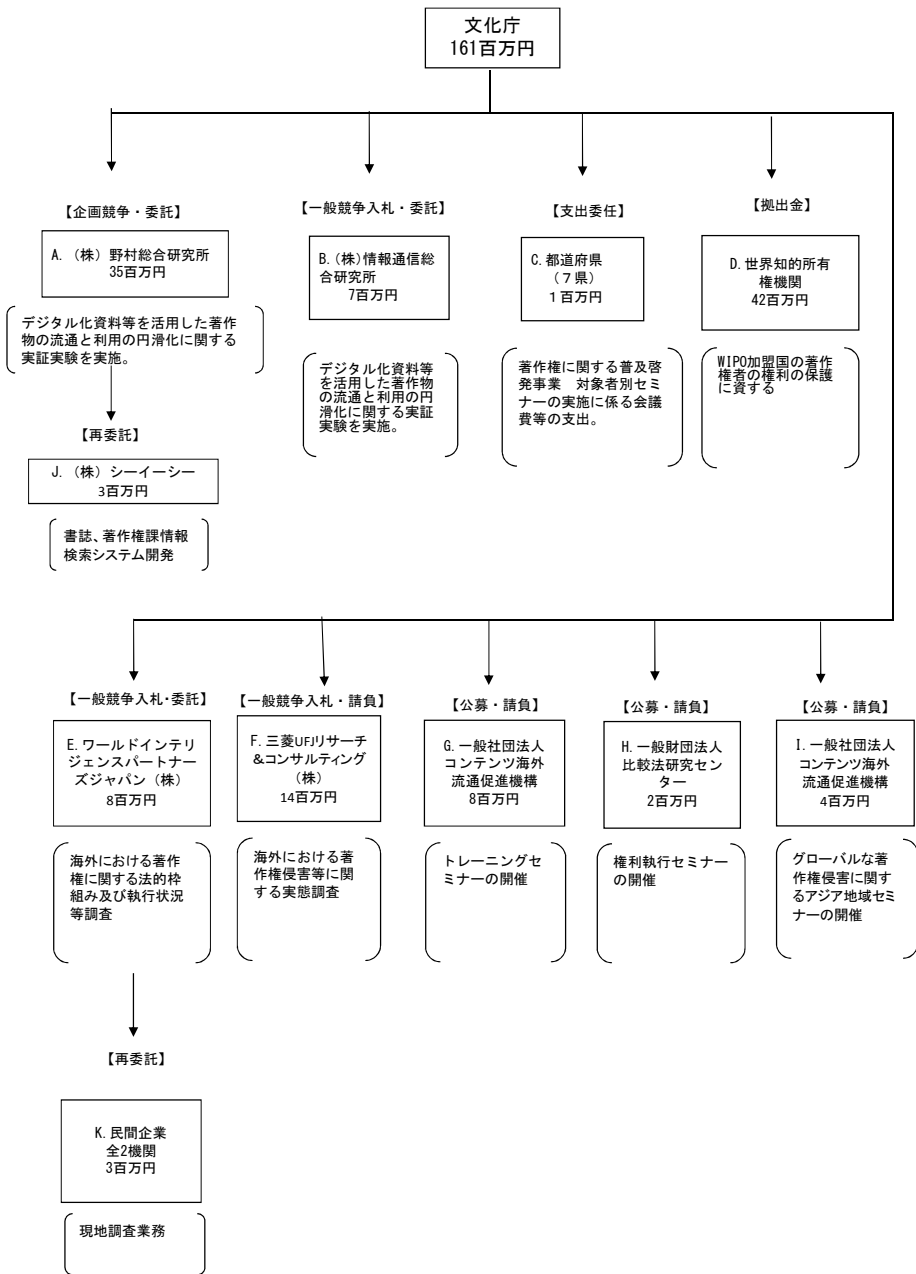 文化庁
161百万円
【企画競争・委託】
A.（株）野村総合研究所
35百万円
デジタル化資料等を活用した著作
物の流通と利用の円滑化に関する
実証実験を実施。
【再委託】
J.（株）シーイーシー
3百万円
書誌、著作権課情報
検索システム開発
【一般競争入札・委託】
B.（株）情報通信総
合研究所
7百万円
デジタル化資料等
を活用した著作物
の流通と利用の円
滑化に関する実証
実験を実施。
【支出委任】
C.都道府県
（７県）
１百万円
著作権に関する普及啓
発事業　対象者別セミ
ナーの実施に係る会議
費等の支出。
【拠出金】
D.世界知的所有
権機関
42百万円
WIPO加盟国の著作
権者の権利の保護
に資する
【一般競争入札・委託】
E.ワールドインテリ
ジェンスパートナー
ズジャパン（株）
8百万円
海外における著作
権に関する法的枠
組み及び執行状況
等調査
【再委託】
K.民間企業
全2機関
3百万円
現地調査業務
【一般競争入札・請負】
F.三菱UFJリサーチ
&コンサルティング
（株）
14百万円
海外における著作
権侵害等に関
する実態調査
【公募・請負】
G.一般社団法人
コンテンツ海外
流通促進機構
8百万円
トレーニングセ
ミナーの開催
【公募・請負】
H.一般財団法人
比較法研究セン
ター
2百万円
権利執行セミナー
の開催
【公募・請負】
I.一般社団法人
コンテンツ海外
流通促進機構
4百万円
グローバルな著
作権侵害に関す
るアジア地域セミ
ナーの開催